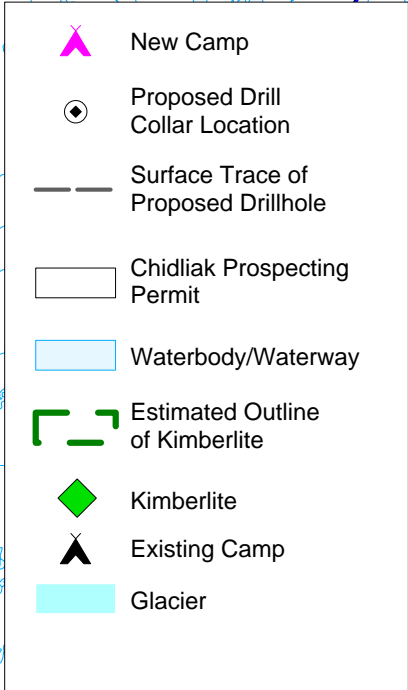 New Camp
Proposed Drill
Collar Location
Surface Trace of
Proposed Drillhole
Chidliak Prospecting
Permit
Waterbody/Waterway
Estimated Outline
of Kimberlite
Kimberlite
Existing Camp
Glacier